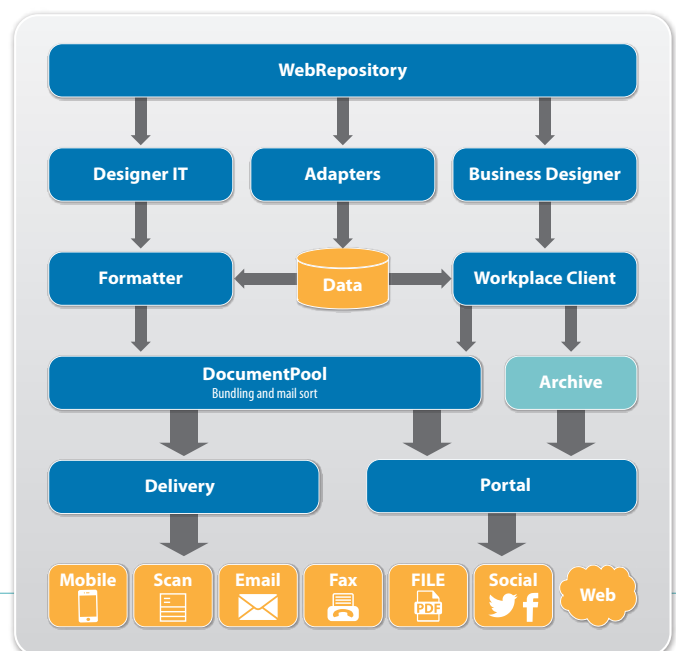 WebRepository
Designer IT
Adapters
Business Designer
Formatter
Data
Workplace Client
DocumentPool
Bundling and mail sort
Archive
Delivery
Portal
Mobile
Scan
Email
Fax
FILE
PDF
Social
Web